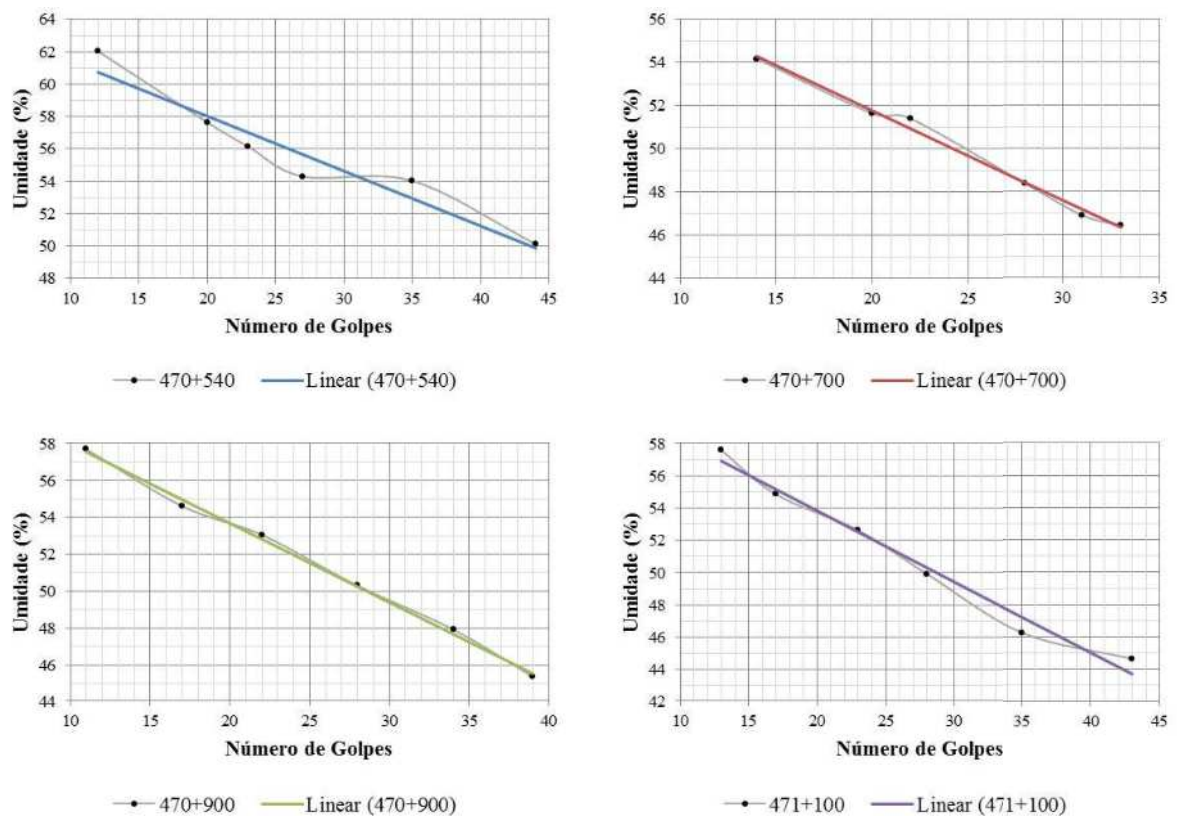 64
62
60
58
56
54
52
50
48
Umidade (%)
10 15 20 25 30 35 40 45
Número de Golpes
470+540 Linear (470+540)
56
54
52
50
48
46
44
Umidade (%)
10 15 20 25 30 35
Número de Golpes
470+700 Linear (470+700)
58
56
54
52
50
48
46
44
Umidade (%)
10 15 20 25 30 35 40
Número de Golpes
470+900 Linear (470+900)
58
56
54
52
50
48
46
44
42
Umidade (%)
10 15 20 25 30 35 40 45
Número de Golpes
471+100 Linear (471+100)